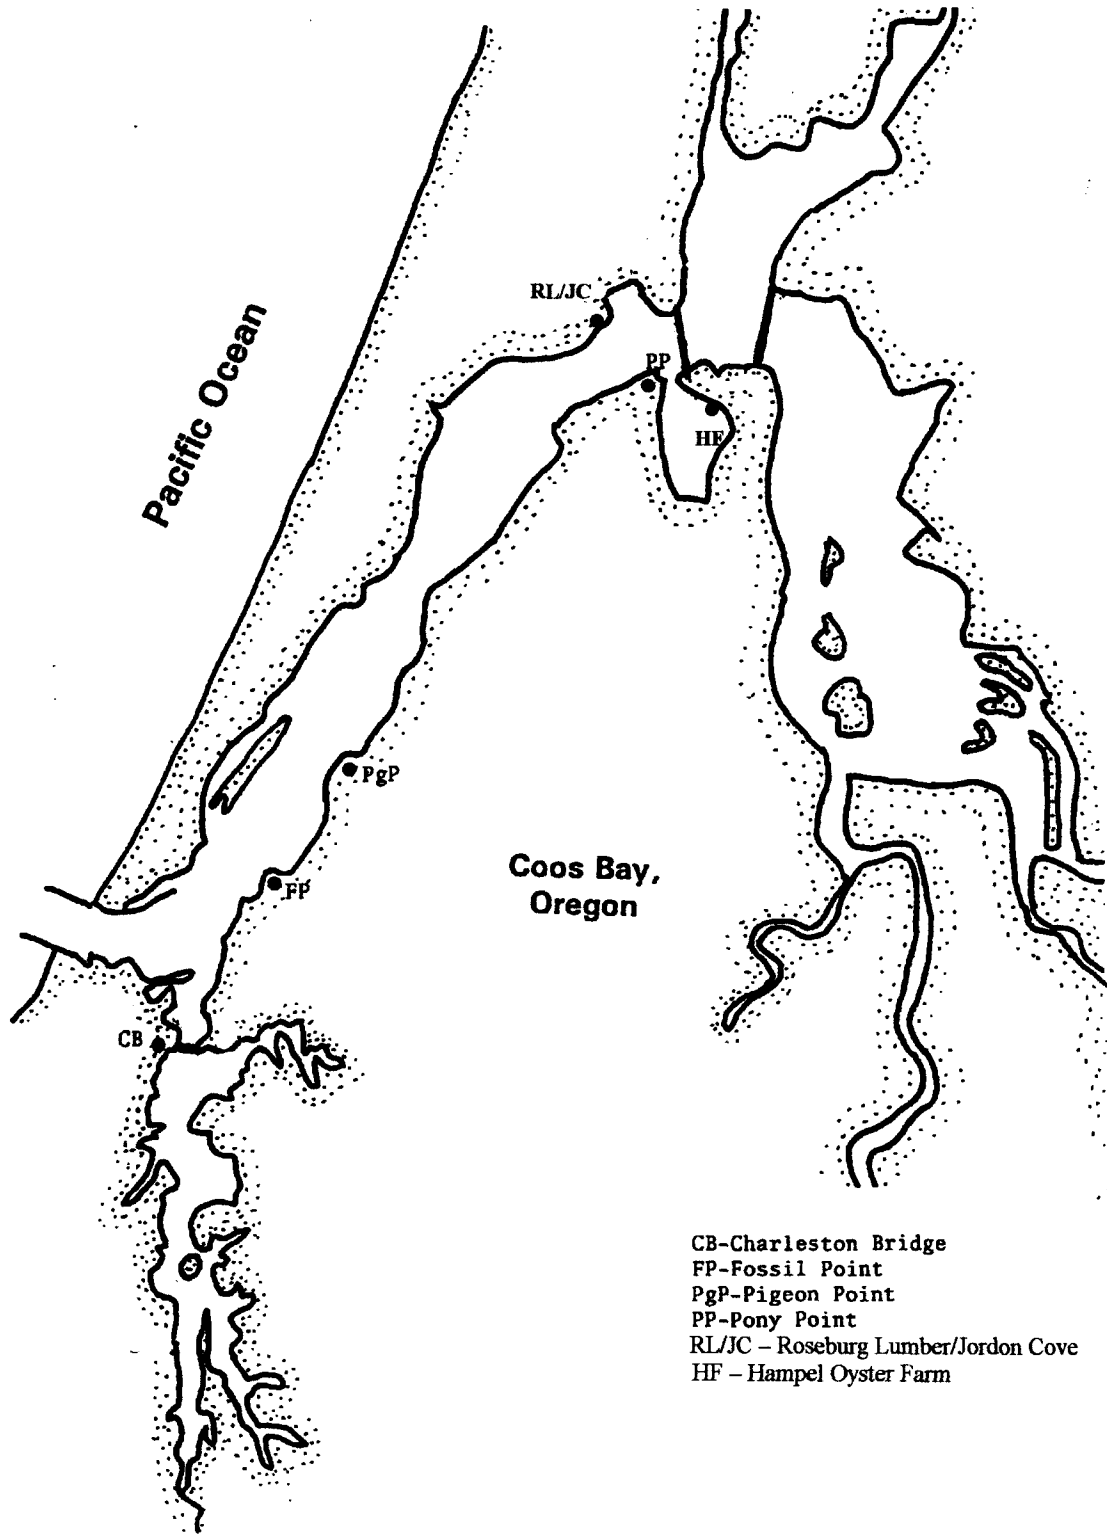 RL/JC
PP
HF
Pacific Ocean
PgP
Coos Bay,
Oregon
FP
CB
CB-Charleston Bridge
FP-Fossil Point
PgP-Pigeon Point
PP-Pony Point
RL/JC – Roseburg Lumber/Jordon Cove
HF – Hampel Oyster Farm